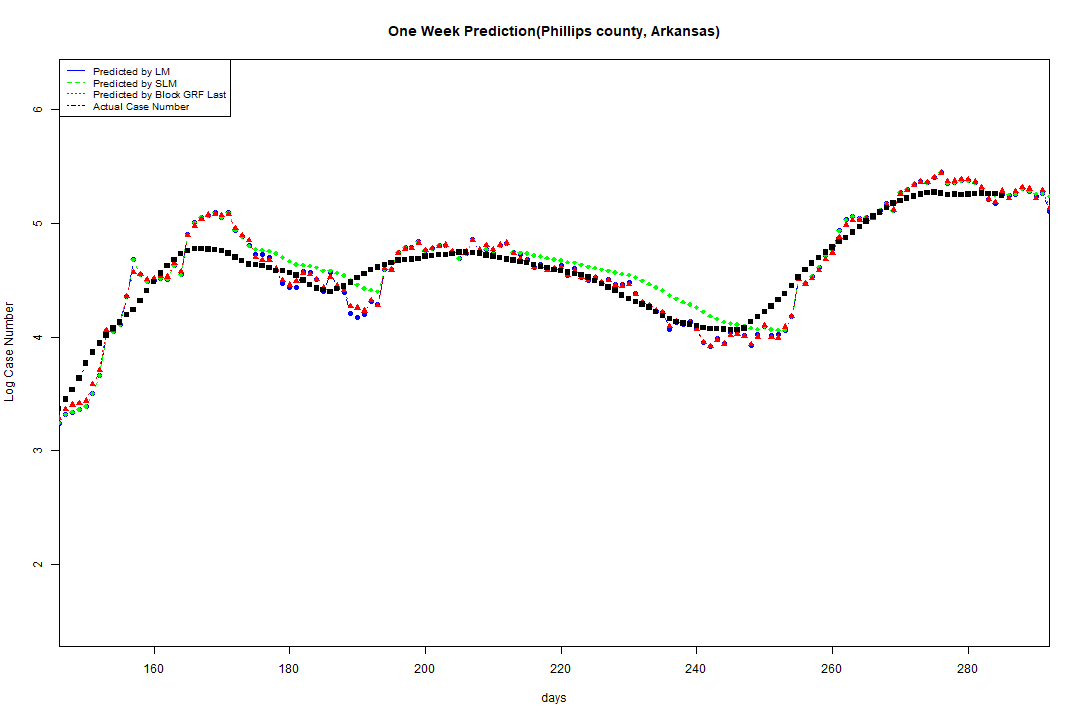 One Week Prediction(Phillips county, Arkansas)
Predicted by LM
Predicted by SLM
Predicted by Block GRF Last
Actual Case Number
6
5
4
3
2
Log Case Number
160 180 200 220 240 260 280
days